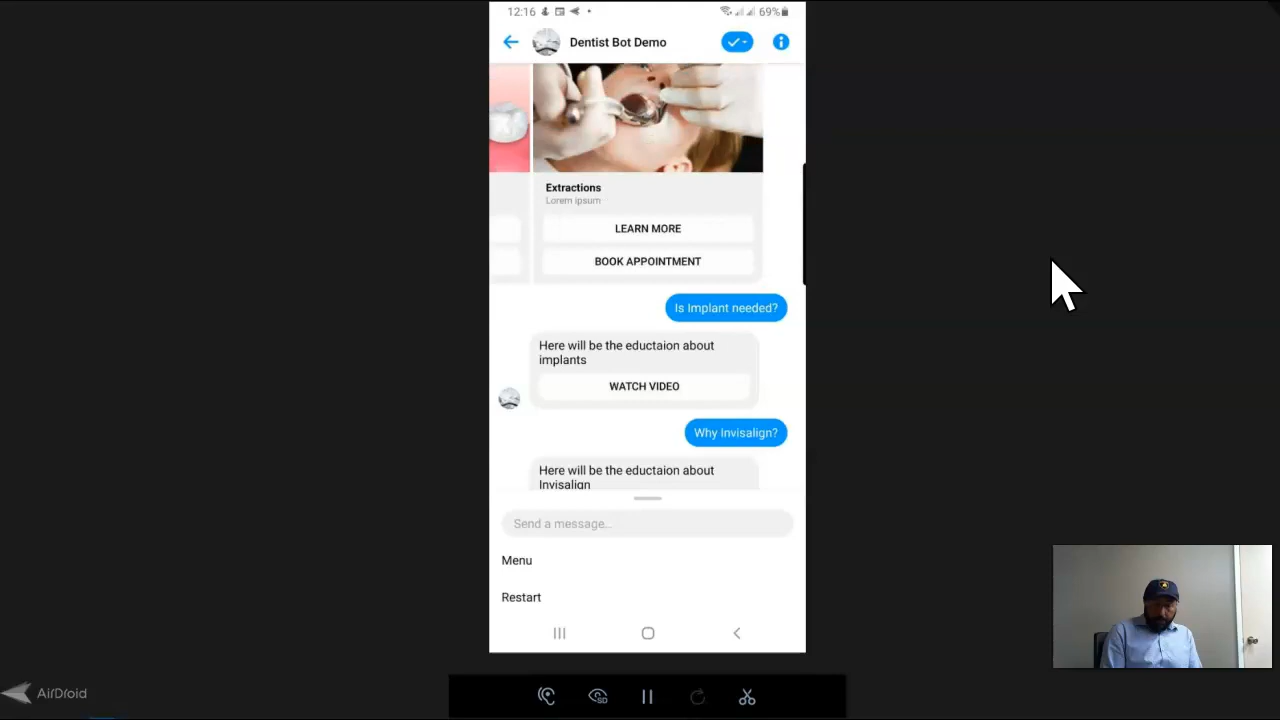 12:16
69%
Dentist Bot Demo
Extractions
Lorem ipsum
LEARN MORE
BOOK APPOINTMENT
Is Implant needed?
Here will be the eductaion about
implants
WATCH VIDEO
Why Invisalign?
Here will be the eductaion about
Invisalign
Send a message...
Menu
Restart
SD
AirDroid